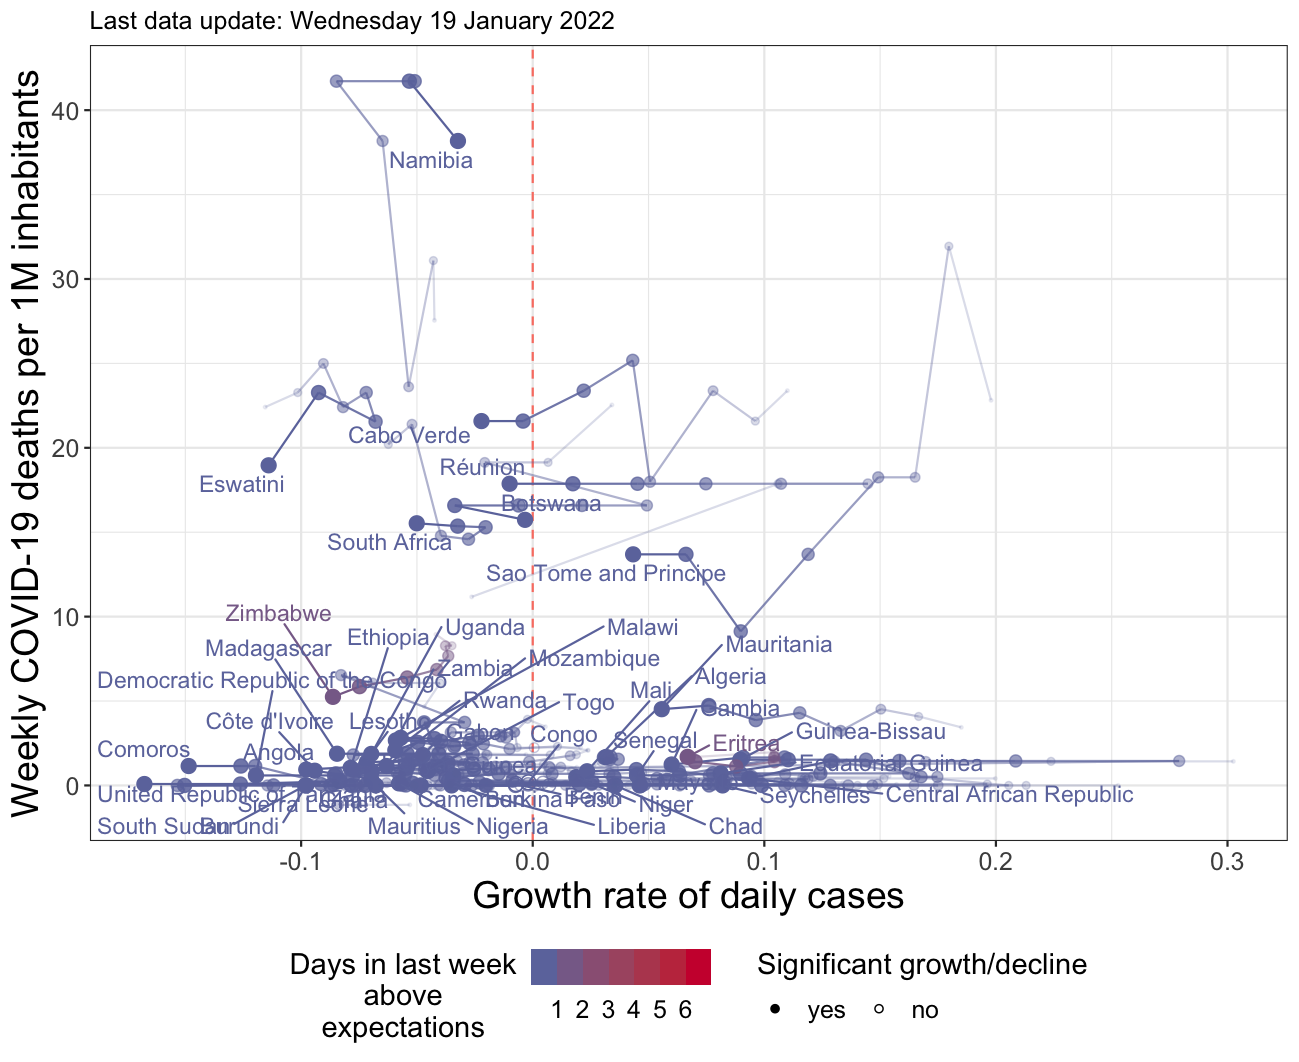 Last data update: Wednesday 19 January 2022
Weekly COVID-19 deaths per 1M inhabitants
40
30
20
10
0
Namibia
Cabo Verde
Réunion
Eswatini
Botswana
South Africa
Sao Tome and Principe
Zimbabwe
Uganda
Malawi
Ethiopia
Mauritania
Madagascar
Mozambique
Zambia
Democratic Republic of the Congo
Algeria
Mali
Rwanda
Togo
Gambia
Côte d'Ivoire
Lesotho
Gabon
Congo
Guinea-Bissau
Senegal
Eritrea
Comoros
Angola
Equatorial Guinea
United Republic of Tanzania
Sierra Leone
Cameroon
Burkina Faso
Benin
Niger
Seychelles
Central African Republic
South Sudan
Burundi
Mauritius
Nigeria
Liberia
Chad
-0.1
0.0
0.1
0.2
0.3
Growth rate of daily cases
Days in last week
above
expectations
1 2 3 4 5 6
Significant growth/decline
yes
no